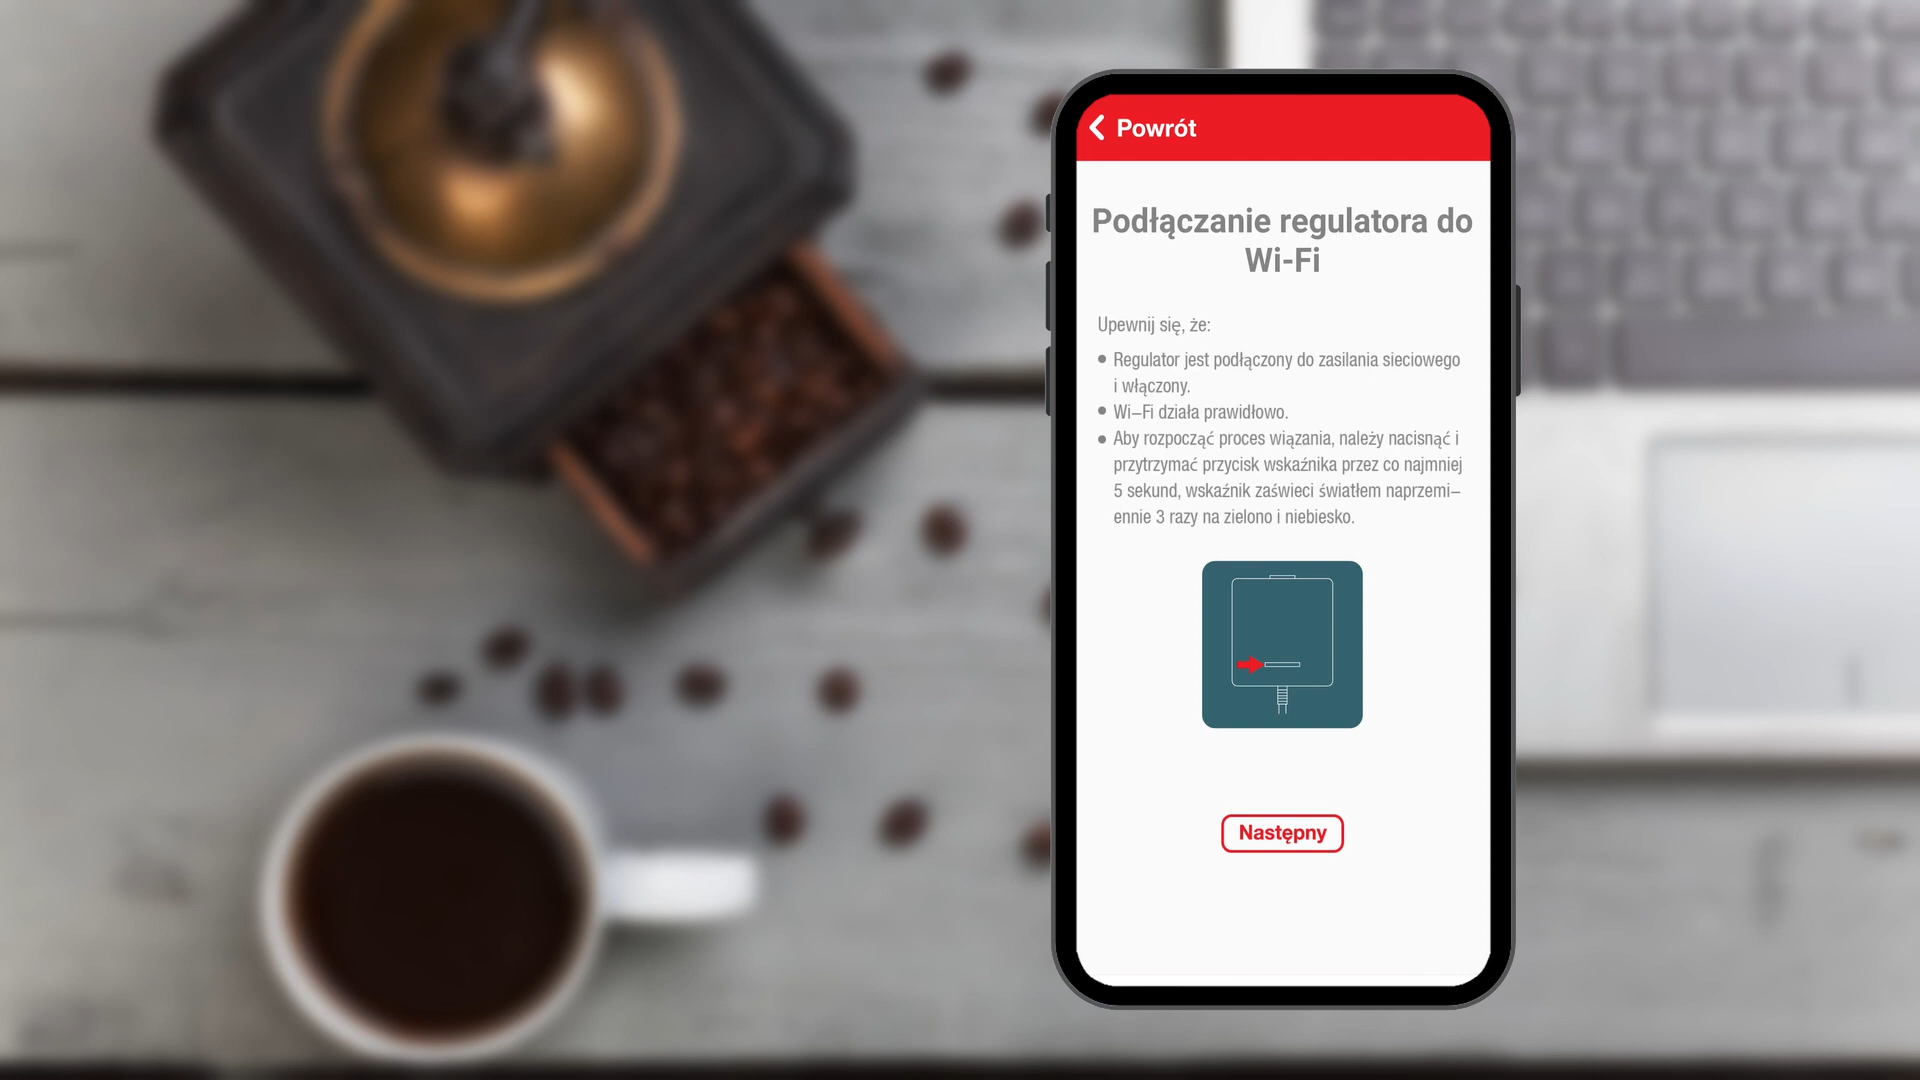 Powrót
Podłączanie regulatora do
Wi-Fi
Upewnij się, że:
• Regulator jest podłączony do zasilania sieciowego
i włączony.
• Wi–Fi działa prawidłowo.
• Aby rozpocząć proces wiązania, należy nacisnąć i
przytrzymać przycisk wskaźnika przez co najmniej
5 sekund, wskaźnik zaświeci światłem naprzemi–
ennie 3 razy na zielono i niebiesko.
Następny